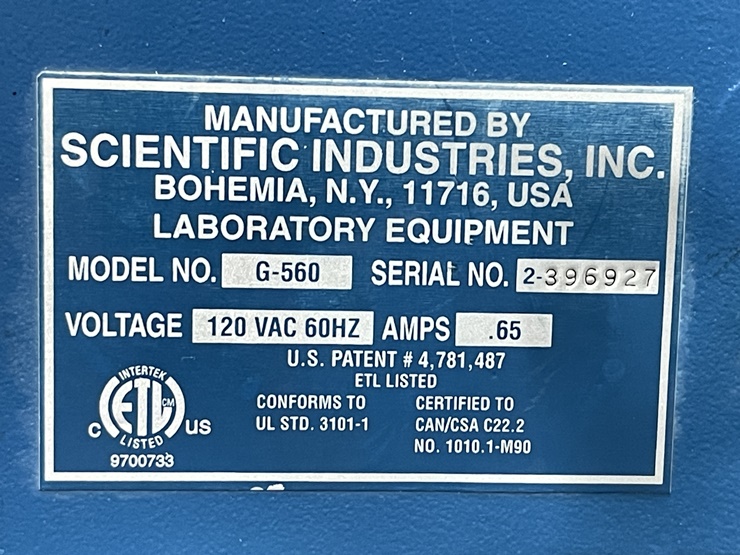 MANUFACTURED BY
SCIENTIFIC INDUSTRIES, INC.
BOHEMIA, N.Y., 11716, USA
LABORATORY EQUIPMENT
MODEL NO. G-560 SERIAL NO. 2-396927
VOLTAGE 120 VAC 60HZ AMPS .65
U.S. PATENT # 4,781,487
ETL LISTED
CONFORMS TO
UL STD. 3101-1
CERTIFIED TO
CAN/CSA C22.2
NO. 1010.1-M90
INTERTEK
c ETL CM us
LISTED
9700733